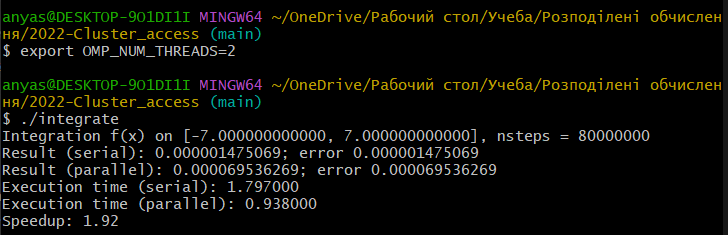 anyas@DESKTOP-9O1DI1I MINGW64 ~/OneDrive/Рабочий стол/Учеба/Розподілені обчислен
ня/2022-Cluster_access (main)
$ export OMP_NUM_THREADS=2
anyas@DESKTOP-9O1DI1I MINGW64 ~/OneDrive/Рабочий стол/Учеба/Розподілені обчислен
ня/2022-Cluster_access (main)
$ ./integrate
Integration f(x) on [-7.000000000000, 7.000000000000], nsteps = 80000000
Result (serial): 0.000001475069; error 0.000001475069
Result (parallel): 0.000069536269; error 0.000069536269
Execution time (serial): 1.797000
Execution time (parallel): 0.938000
Speedup: 1.92